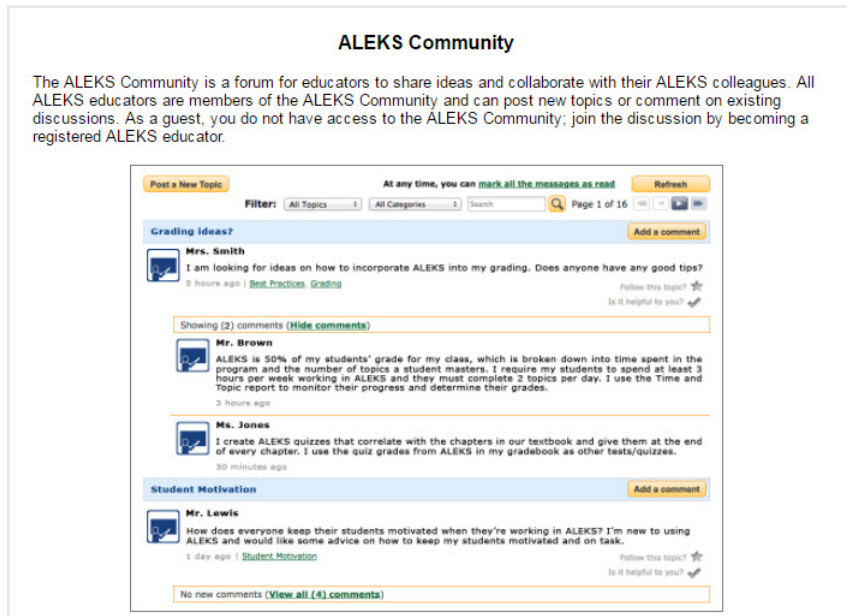 ALEKS Community
The ALEKS Community is a forum for educators to share ideas and collaborate with their ALEKS colleagues. All
ALEKS educators are members of the ALEKS Community and can post new topics or comment on existing
discussions. As a guest, you do not have access to the ALEKS Community; join the discussion by becoming a
registered ALEKS educator.
Post a New Topic At any time, you can mark all the messages as read Refresh
Filter: All Topics All Categories Search Page 1 of 16
Grading ideas? Add a comment
Mrs. Smith
I am looking for ideas on how to incorporate ALEKS into my grading. Does anyone have any good tips?
5 hours ago | Best Practices, Grading Follow this topic?
Is it helpful to you?
Showing (2) comments (Hide comments)
Mr. Brown
ALEKS is 50% of my students' grade for my class, which is broken down into time spent in the
program and the number of topics a student masters. I require my students to spend at least 3
hours per week working in ALEKS and they must complete 2 topics per day. I use the Time and
Topic report to monitor their progress and determine their grades.
3 hours ago
Ms. Jones
I create ALEKS quizzes that correlate with the chapters in our textbook and give them at the end
of every chapter. I use the quiz grades from ALEKS in my gradebook as other tests/quizzes.
30 minutes ago
Student Motivation Add a comment
Mr. Lewis
How does everyone keep their students motivated when they're working in ALEKS? I'm new to using
ALEKS and would like some advice on how to keep my students motivated and on task.
1 day ago | Student Motivation Follow this topic?
Is it helpful to you?
No new comments (View all (4) comments)